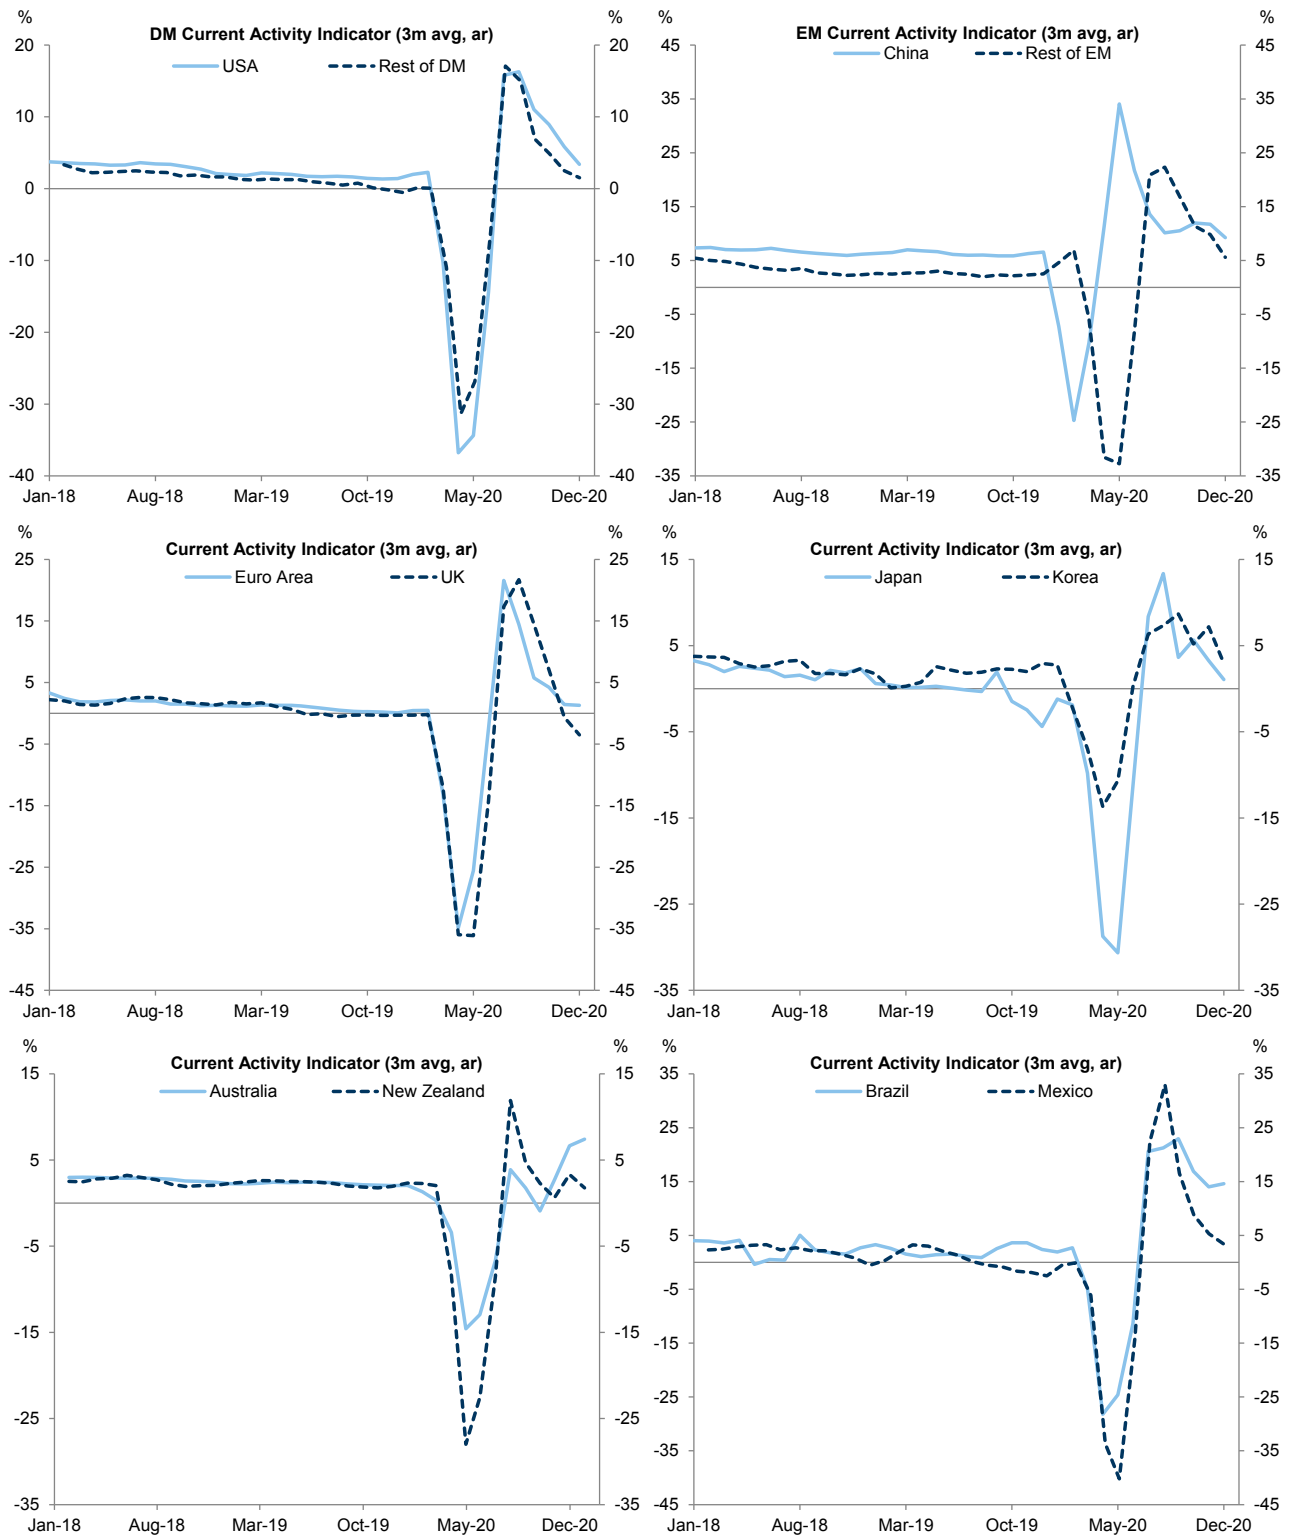 % %
DM Current Activity Indicator (3m avg, ar)
USA Rest of DM
20 20
10 10
0 0
-10 -10
-20 -20
-30 -30
-40 -40
Jan-18 Aug-18 Mar-19 Oct-19 May-20 Dec-20
% %
EM Current Activity Indicator (3m avg, ar)
China Rest of EM
45 45
35 35
25 25
15 15
5 5
-5 -5
-15 -15
-25 -25
-35 -35
Jan-18 Aug-18 Mar-19 Oct-19 May-20 Dec-20
% %
Current Activity Indicator (3m avg, ar)
Euro Area UK
25 25
15 15
5 5
-5 -5
-15 -15
-25 -25
-35 -35
-45 -45
Jan-18 Aug-18 Mar-19 Oct-19 May-20 Dec-20
% %
Current Activity Indicator (3m avg, ar)
Japan Korea
15 15
5 5
-5 -5
-15 -15
-25 -25
-35 -35
Jan-18 Aug-18 Mar-19 Oct-19 May-20 Dec-20
% %
Current Activity Indicator (3m avg, ar)
Australia New Zealand
15 15
5 5
-5 -5
-15 -15
-25 -25
-35 -35
Jan-18 Aug-18 Mar-19 Oct-19 May-20 Dec-20
% %
Current Activity Indicator (3m avg, ar)
Brazil Mexico
35 35
25 25
15 15
5 5
-5 -5
-15 -15
-25 -25
-35 -35
-45 -45
Jan-18 Aug-18 Mar-19 Oct-19 May-20 Dec-20